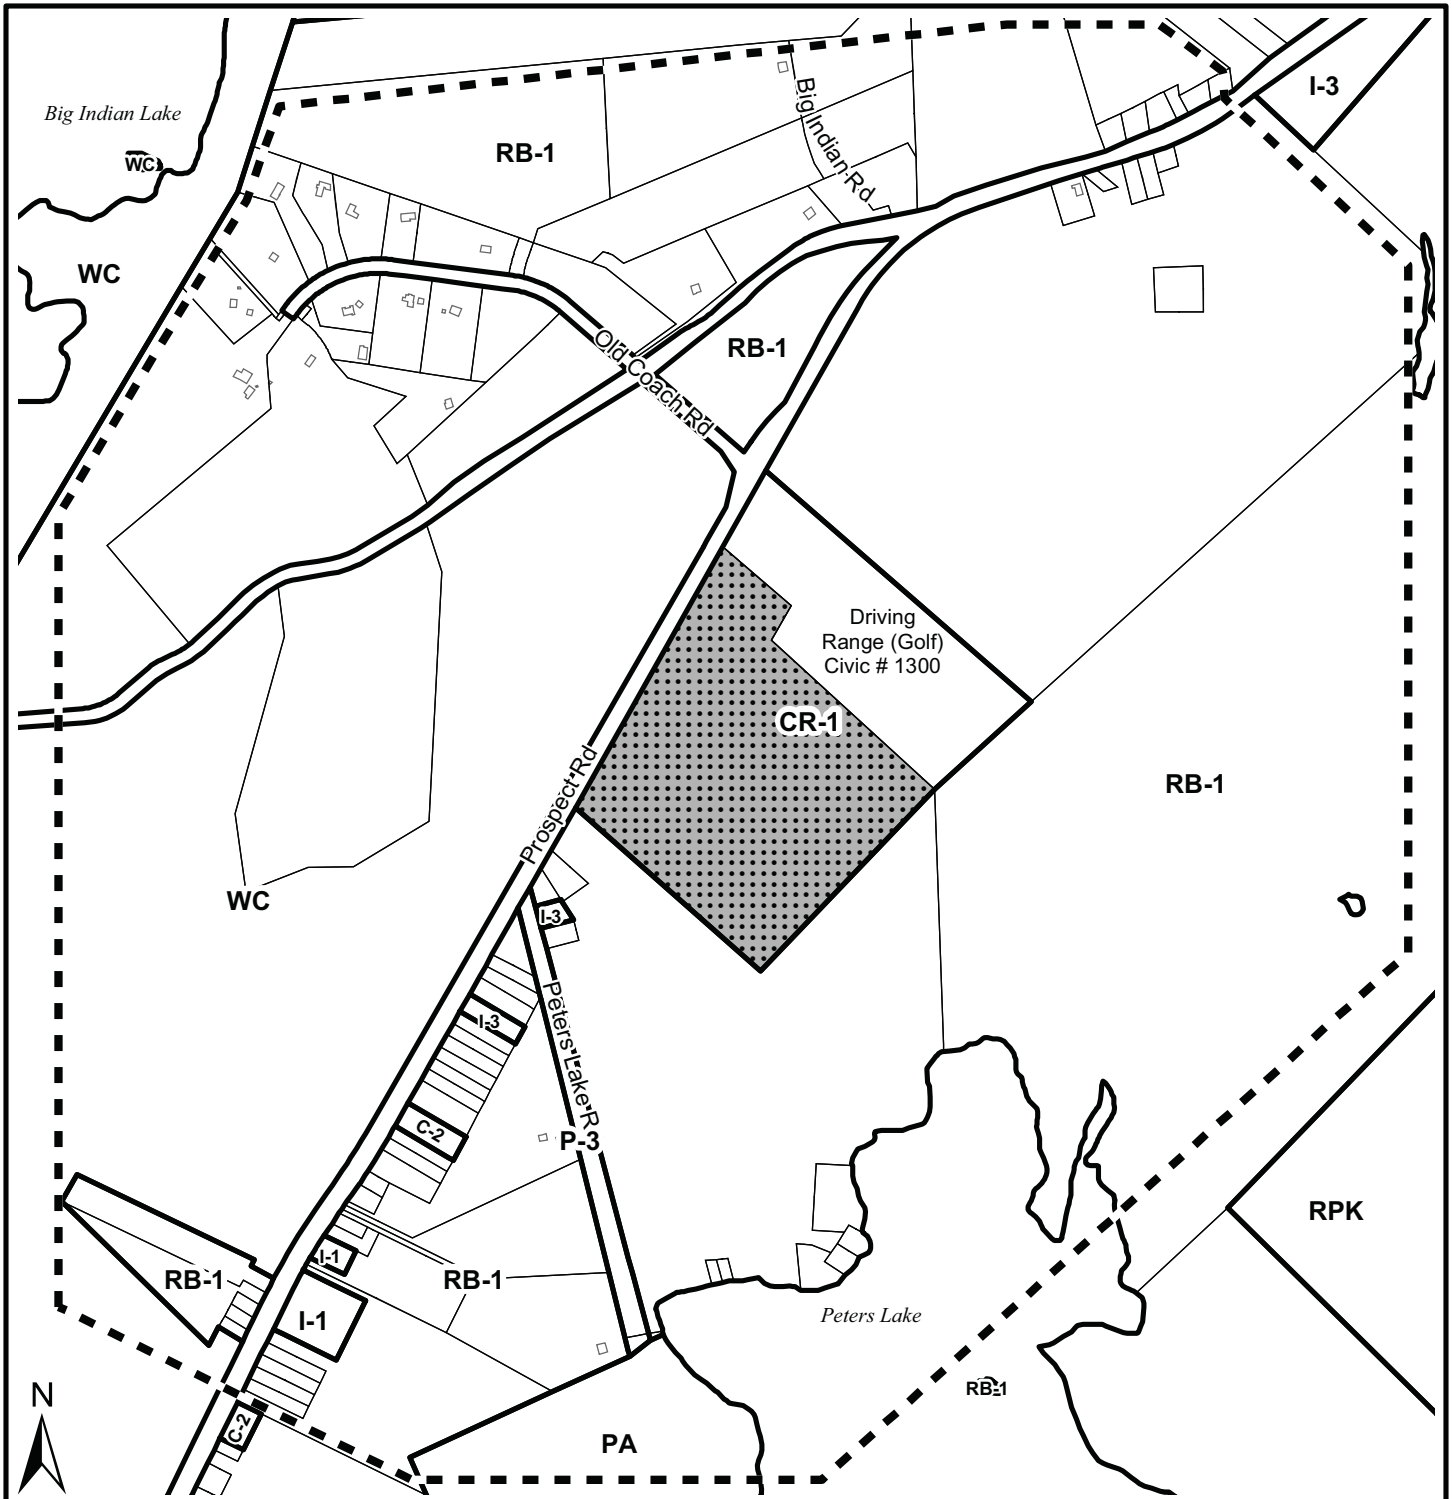 I-3
Big Indian Lake
RB-1
Big Indian Rd
WC
WC
RB-1
Old Coach Rd
Driving
Range (Golf)
Civic # 1300
CR-1
RB-1
Prospect Rd
WC
I-3
I-3
Peters Lake R
C-2
P-3
RPK
I-1
RB-1
RB-1
I-1
Peters Lake
RB-1
N
C-2
PA